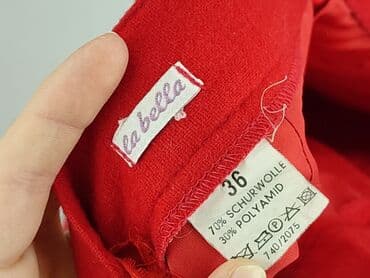 la bella
36
70% SCHURWOLLE
30% POLYAMID
740/2075